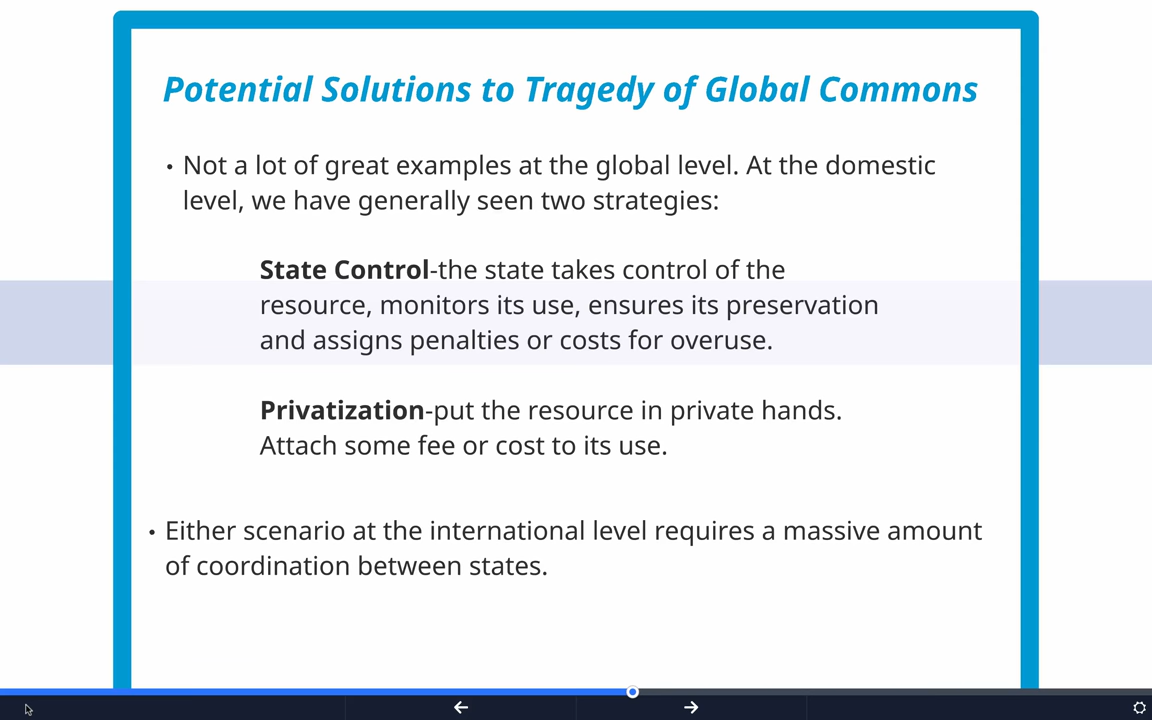 Potential Solutions to Tragedy of Global Commons
• Not a lot of great examples at the global level. At the domestic
level, we have generally seen two strategies:
State Control-the state takes control of the
resource, monitors its use, ensures its preservation
and assigns penalties or costs for overuse.
Privatization-put the resource in private hands.
Attach some fee or cost to its use.
• Either scenario at the international level requires a massive amount
of coordination between states.